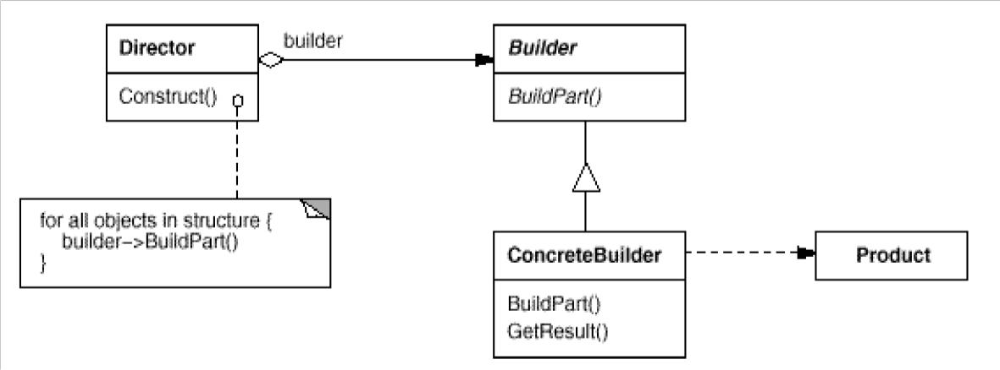 Director
builder
Builder
Construct()
BuildPart()
for all objects in structure {
builder->BuildPart()
}
ConcreteBuilder
Product
BuildPart()
GetResult()